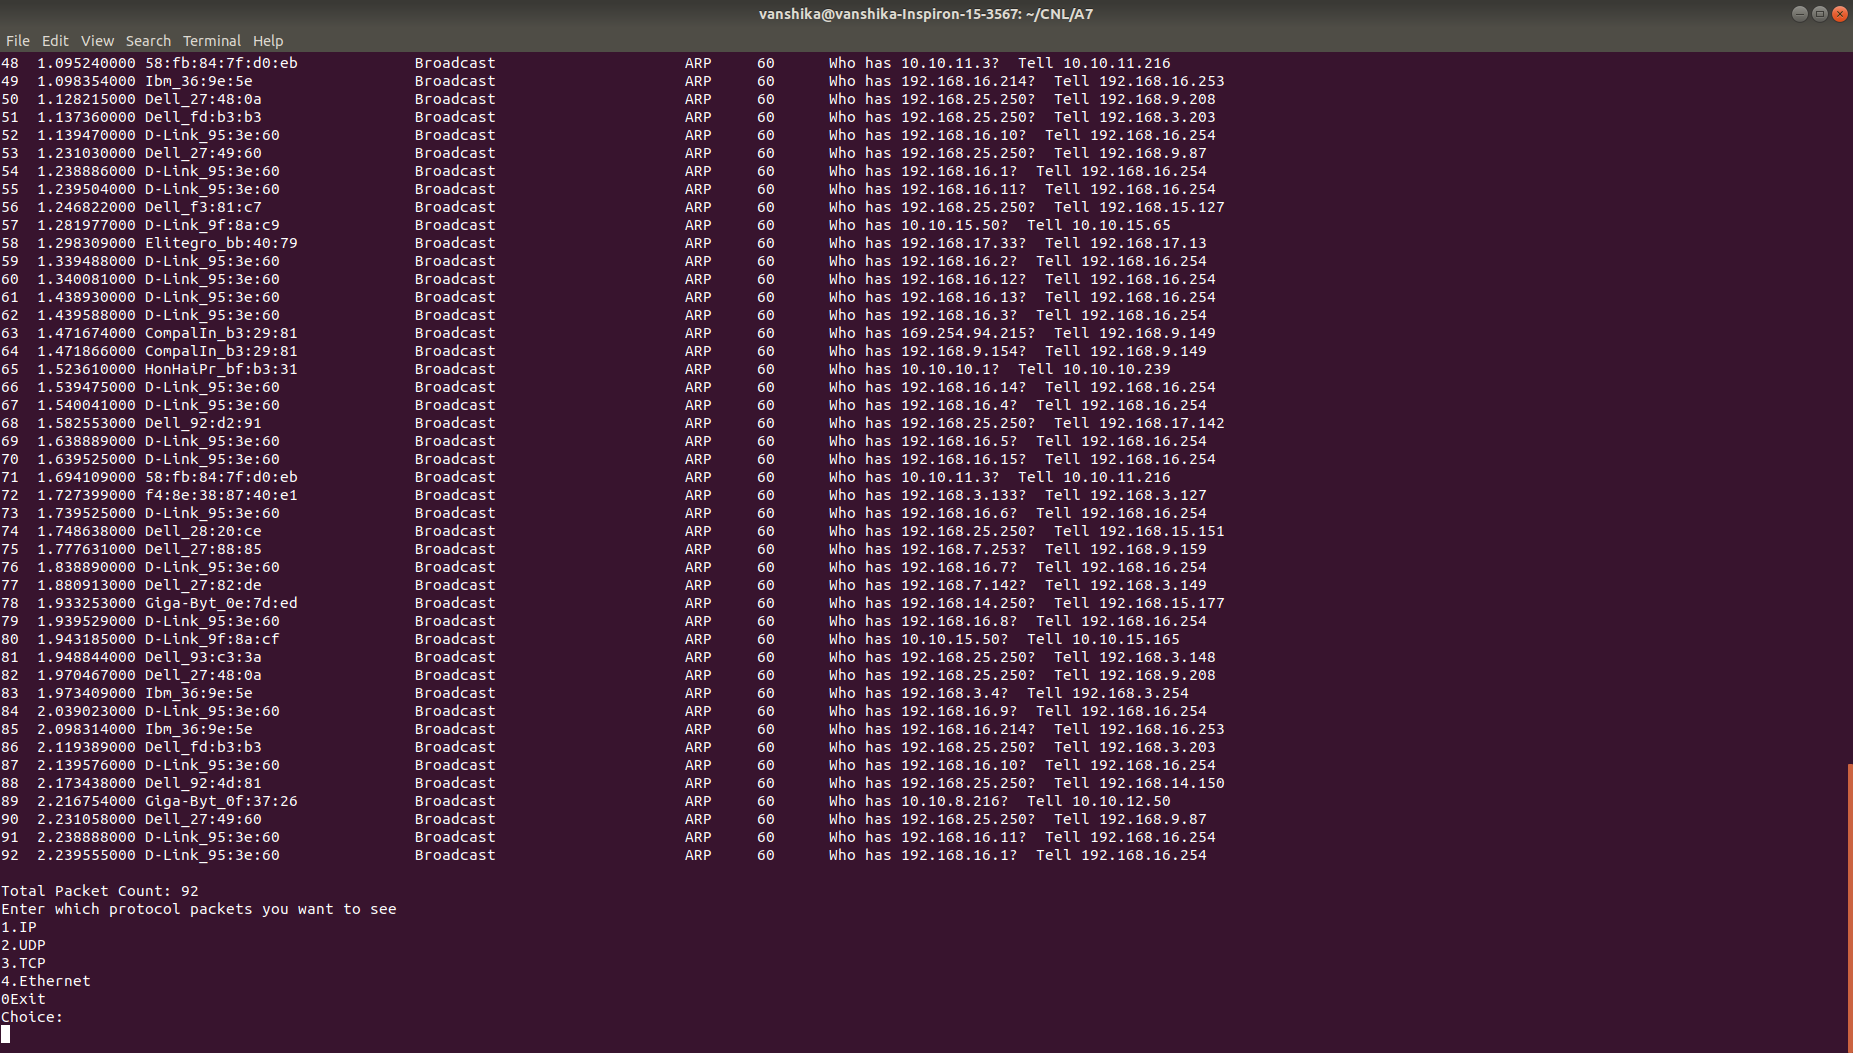 vanshika@vanshika-Inspiron-15-3567: ~/CNL/A7
File Edit View Search Terminal Help
48 1.095240000 58:fb:84:7f:d0:eb Broadcast ARP 60 Who has 10.10.11.3? Tell 10.10.11.216
49 1.098354000 Ibm_36:9e:5e Broadcast ARP 60 Who has 192.168.16.214? Tell 192.168.16.253
50 1.128215000 Dell_27:48:0a Broadcast ARP 60 Who has 192.168.25.250? Tell 192.168.9.208
51 1.137360000 Dell_fd:b3:b3 Broadcast ARP 60 Who has 192.168.25.250? Tell 192.168.3.203
52 1.139470000 D-Link_95:3e:60 Broadcast ARP 60 Who has 192.168.16.10? Tell 192.168.16.254
53 1.231030000 Dell_27:49:60 Broadcast ARP 60 Who has 192.168.25.250? Tell 192.168.9.87
54 1.238886000 D-Link_95:3e:60 Broadcast ARP 60 Who has 192.168.16.1? Tell 192.168.16.254
55 1.239504000 D-Link_95:3e:60 Broadcast ARP 60 Who has 192.168.16.11? Tell 192.168.16.254
56 1.246822000 Dell_f3:81:c7 Broadcast ARP 60 Who has 192.168.25.250? Tell 192.168.15.127
57 1.281977000 D-Link_9f:8a:c9 Broadcast ARP 60 Who has 10.10.15.50? Tell 10.10.15.65
58 1.298309000 Elitegro_bb:40:79 Broadcast ARP 60 Who has 192.168.17.33? Tell 192.168.17.13
59 1.339488000 D-Link_95:3e:60 Broadcast ARP 60 Who has 192.168.16.2? Tell 192.168.16.254
60 1.340081000 D-Link_95:3e:60 Broadcast ARP 60 Who has 192.168.16.12? Tell 192.168.16.254
61 1.438930000 D-Link_95:3e:60 Broadcast ARP 60 Who has 192.168.16.13? Tell 192.168.16.254
62 1.439588000 D-Link_95:3e:60 Broadcast ARP 60 Who has 192.168.16.3? Tell 192.168.16.254
63 1.471674000 CompalIn_b3:29:81 Broadcast ARP 60 Who has 169.254.94.215? Tell 192.168.9.149
64 1.471866000 CompalIn_b3:29:81 Broadcast ARP 60 Who has 192.168.9.154? Tell 192.168.9.149
65 1.523610000 HonHaiPr_bf:b3:31 Broadcast ARP 60 Who has 10.10.10.1? Tell 10.10.10.239
66 1.539475000 D-Link_95:3e:60 Broadcast ARP 60 Who has 192.168.16.14? Tell 192.168.16.254
67 1.540041000 D-Link_95:3e:60 Broadcast ARP 60 Who has 192.168.16.4? Tell 192.168.16.254
68 1.582553000 Dell_92:d2:91 Broadcast ARP 60 Who has 192.168.25.250? Tell 192.168.17.142
69 1.638889000 D-Link_95:3e:60 Broadcast ARP 60 Who has 192.168.16.5? Tell 192.168.16.254
70 1.639525000 D-Link_95:3e:60 Broadcast ARP 60 Who has 192.168.16.15? Tell 192.168.16.254
71 1.694109000 58:fb:84:7f:d0:eb Broadcast ARP 60 Who has 10.10.11.3? Tell 10.10.11.216
72 1.727399000 f4:8e:38:87:40:e1 Broadcast ARP 60 Who has 192.168.3.133? Tell 192.168.3.127
73 1.739525000 D-Link_95:3e:60 Broadcast ARP 60 Who has 192.168.16.6? Tell 192.168.16.254
74 1.748638000 Dell_28:20:ce Broadcast ARP 60 Who has 192.168.25.250? Tell 192.168.15.151
75 1.777631000 Dell_27:88:85 Broadcast ARP 60 Who has 192.168.7.253? Tell 192.168.9.159
76 1.838890000 D-Link_95:3e:60 Broadcast ARP 60 Who has 192.168.16.7? Tell 192.168.16.254
77 1.880913000 Dell_27:82:de Broadcast ARP 60 Who has 192.168.7.142? Tell 192.168.3.149
78 1.933253000 Giga-Byt_0e:7d:ed Broadcast ARP 60 Who has 192.168.14.250? Tell 192.168.15.177
79 1.939529000 D-Link_95:3e:60 Broadcast ARP 60 Who has 192.168.16.8? Tell 192.168.16.254
80 1.943185000 D-Link_9f:8a:cf Broadcast ARP 60 Who has 10.10.15.50? Tell 10.10.15.165
81 1.948844000 Dell_93:c3:3a Broadcast ARP 60 Who has 192.168.25.250? Tell 192.168.3.148
82 1.970467000 Dell_27:48:0a Broadcast ARP 60 Who has 192.168.25.250? Tell 192.168.9.208
83 1.973409000 Ibm_36:9e:5e Broadcast ARP 60 Who has 192.168.3.4? Tell 192.168.3.254
84 2.039023000 D-Link_95:3e:60 Broadcast ARP 60 Who has 192.168.16.9? Tell 192.168.16.254
85 2.098314000 Ibm_36:9e:5e Broadcast ARP 60 Who has 192.168.16.214? Tell 192.168.16.253
86 2.119389000 Dell_fd:b3:b3 Broadcast ARP 60 Who has 192.168.25.250? Tell 192.168.3.203
87 2.139576000 D-Link_95:3e:60 Broadcast ARP 60 Who has 192.168.16.10? Tell 192.168.16.254
88 2.173438000 Dell_92:4d:81 Broadcast ARP 60 Who has 192.168.25.250? Tell 192.168.14.150
89 2.216754000 Giga-Byt_0f:37:26 Broadcast ARP 60 Who has 10.10.8.216? Tell 10.10.12.50
90 2.231058000 Dell_27:49:60 Broadcast ARP 60 Who has 192.168.25.250? Tell 192.168.9.87
91 2.238888000 D-Link_95:3e:60 Broadcast ARP 60 Who has 192.168.16.11? Tell 192.168.16.254
92 2.239555000 D-Link_95:3e:60 Broadcast ARP 60 Who has 192.168.16.1? Tell 192.168.16.254
Total Packet Count: 92
Enter which protocol packets you want to see
1.IP
2.UDP
3.TCP
4.Ethernet
0Exit
Choice: